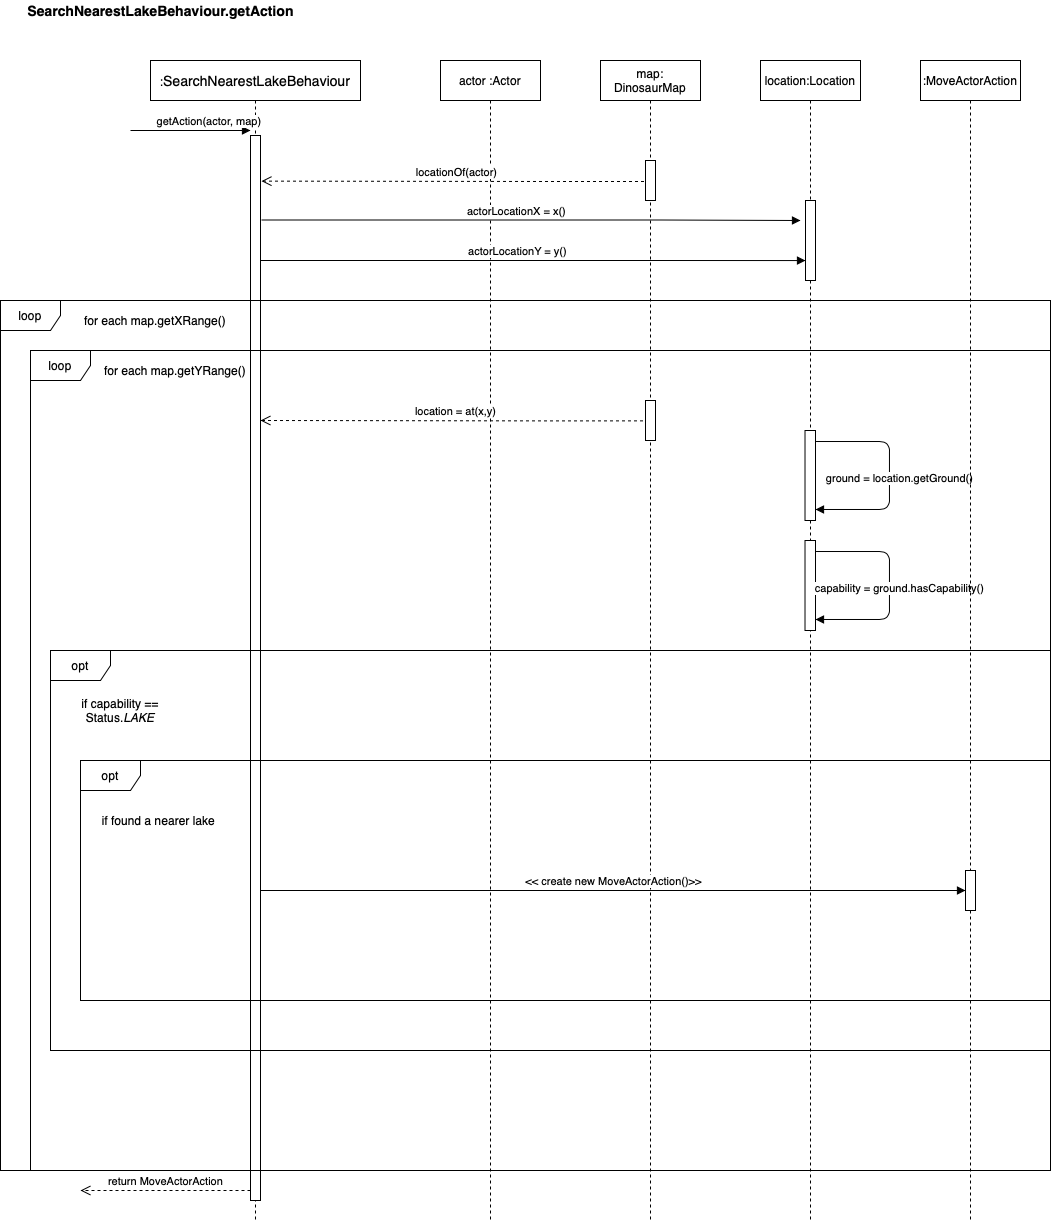 SearchNearestLakeBehaviour.getAction
:SearchNearestLakeBehaviour
actor :Actor
map:
DinosaurMap
location:Location
:MoveActorAction
getAction(actor, map)
locationOf(actor)
actorLocationX = x()
actorLocationY = y()
loop
for each map.getXRange()
loop
for each map.getYRange()
location = at(x,y)
ground = location.getGround()
capability = ground.hasCapability()
opt
if capability ==
Status.LAKE
opt
if found a nearer lake
<< create new MoveActorAction()>>
return MoveActorAction